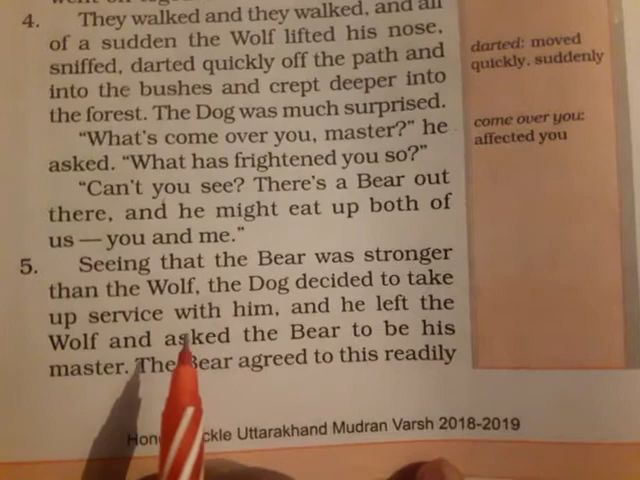 4. They walked and they walked, and all
of a sudden the Wolf lifted his nose,
sniffed, darted quickly off the path and
into the bushes and crept deeper into
the forest. The Dog was much surprised.
“What’s come over you, master?” he
asked. “What has frightened you so?”
“Can’t you see? There’s a Bear out
there, and he might eat up both of
us — you and me.”
5. Seeing that the Bear was stronger
than the Wolf, the Dog decided to take
up service with him, and he left the
Wolf and asked the Bear to be his
master. The Bear agreed to this readily
darted: moved
quickly, suddenly
come over you:
affected you
Uttarakhand Mudran Varsh 2018-2019